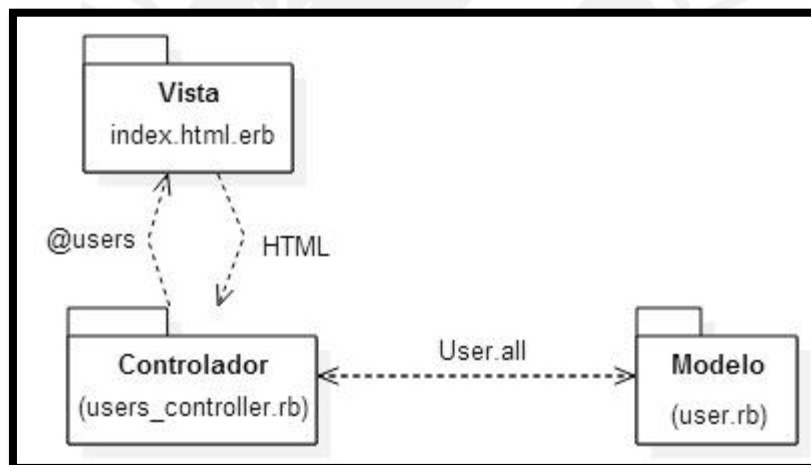 Vista
index.html.erb
@users
HTML
Controlador
(users_controller.rb)
User.all
Modelo
(user.rb)